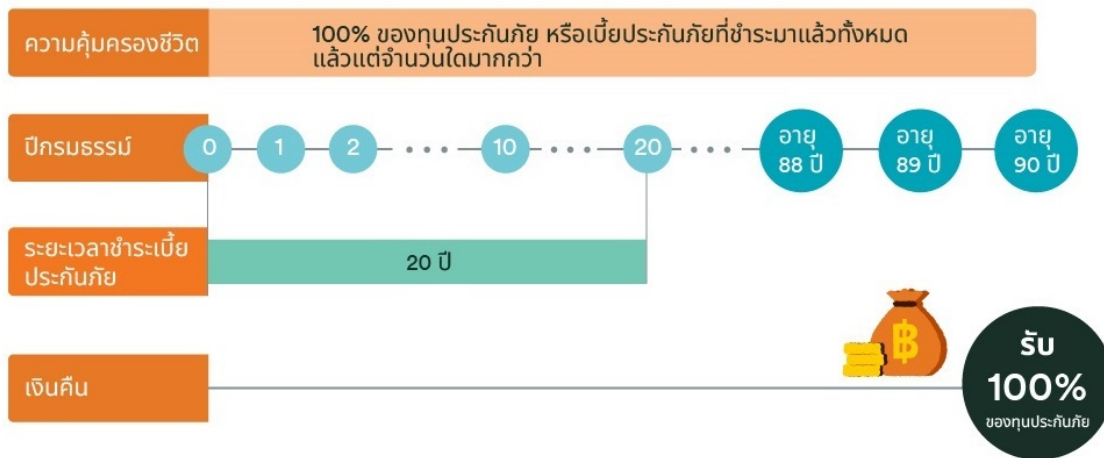 ความคุ้มครองชีวิต
100% ของทุนประกันภัย หรือเบี้ยประกันภัยที่ชำระมาแล้วทั้งหมด
แล้วแต่จำนวนใดมากกว่า
ปีกรมธรรม์
0 1 2 .... 10 .... 20 ....
อายุ
88 ปี
อายุ
89 ปี
อายุ
90 ปี
ระยะเวลาชำระเบี้ย
ประกันภัย
20 ปี
เงินคืน
฿
รับ
100%
ของทุนประกันภัย